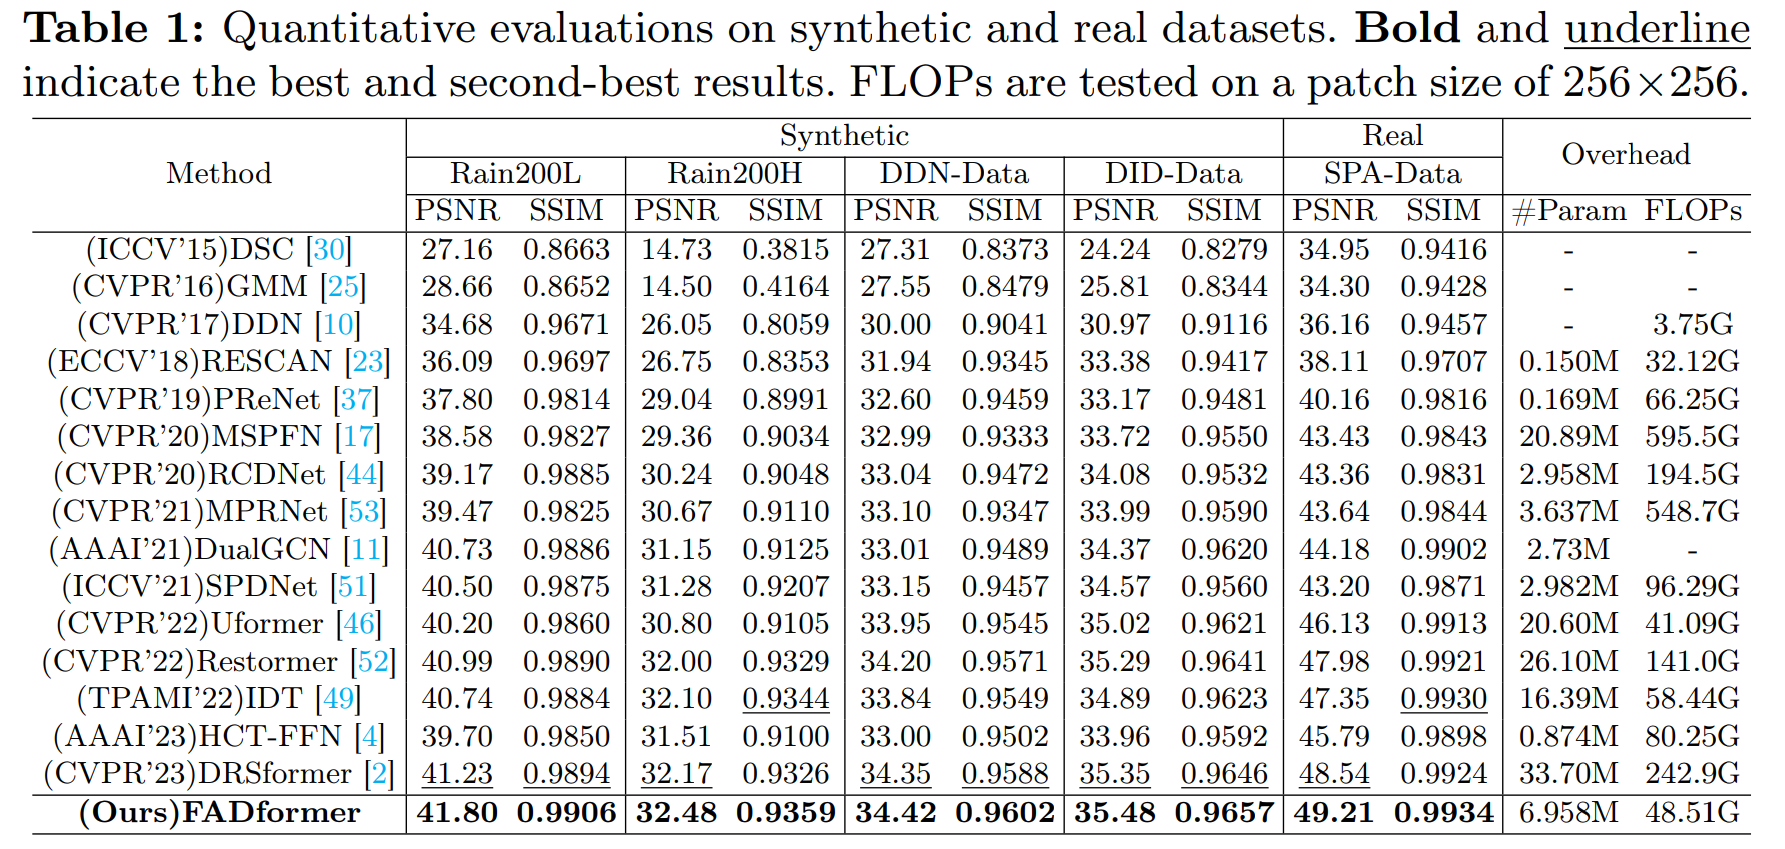 Table 1: Quantitative evaluations on synthetic and real datasets. Bold and underline
indicate the best and second-best results. FLOPs are tested on a patch size of 256×256.
Method Synthetic Real Overhead
Rain200L Rain200H DDN-Data DID-Data SPA-Data
PSNR SSIM PSNR SSIM PSNR SSIM PSNR SSIM PSNR SSIM #Param FLOPs
(ICCV'15)DSC [30] 27.16 0.8663 14.73 0.3815 27.31 0.8373 24.24 0.8279 34.95 0.9416 - -
(CVPR'16)GMM [25] 28.66 0.8652 14.50 0.4164 27.55 0.8479 25.81 0.8344 34.30 0.9428 - -
(CVPR'17)DDN [10] 34.68 0.9671 26.05 0.8059 30.00 0.9041 30.97 0.9116 36.16 0.9457 - 3.75G
(ECCV'18)RESCAN [23] 36.09 0.9697 26.75 0.8353 31.94 0.9345 33.38 0.9417 38.11 0.9707 0.150M 32.12G
(CVPR'19)PReNet [37] 37.80 0.9814 29.04 0.8991 32.60 0.9459 33.17 0.9481 40.16 0.9816 0.169M 66.25G
(CVPR'20)MSPFN [17] 38.58 0.9827 29.36 0.9034 32.99 0.9333 33.72 0.9550 43.43 0.9843 20.89M 595.5G
(CVPR'20)RCDNet [44] 39.17 0.9885 30.24 0.9048 33.04 0.9472 34.08 0.9532 43.36 0.9831 2.958M 194.5G
(CVPR'21)MPRNet [53] 39.47 0.9825 30.67 0.9110 33.10 0.9347 33.99 0.9590 43.64 0.9844 3.637M 548.7G
(AAAI'21)DualGCN [11] 40.73 0.9886 31.15 0.9125 33.01 0.9489 34.37 0.9620 44.18 0.9902 2.73M -
(ICCV'21)SPDNet [51] 40.50 0.9875 31.28 0.9207 33.15 0.9457 34.57 0.9560 43.20 0.9871 2.982M 96.29G
(CVPR'22)Uformer [46] 40.20 0.9860 30.80 0.9105 33.95 0.9545 35.02 0.9621 46.13 0.9913 20.60M 41.09G
(CVPR'22)Restormer [52] 40.99 0.9890 32.00 0.9329 34.20 0.9571 35.29 0.9641 47.98 0.9921 26.10M 141.0G
(TPAMI'22)IDT [49] 40.74 0.9884 32.10 0.9344 33.84 0.9549 34.89 0.9623 47.35 0.9930 16.39M 58.44G
(AAAI'23)HCT-FFN [4] 39.70 0.9850 31.51 0.9100 33.00 0.9502 33.96 0.9592 45.79 0.9898 0.874M 80.25G
(CVPR'23)DRSformer [2] 41.23 0.9894 32.17 0.9326 34.35 0.9588 35.35 0.9646 48.54 0.9924 33.70M 242.9G
(Ours)FADformer 41.80 0.9906 32.48 0.9359 34.42 0.9602 35.48 0.9657 49.21 0.9934 6.958M 48.51G